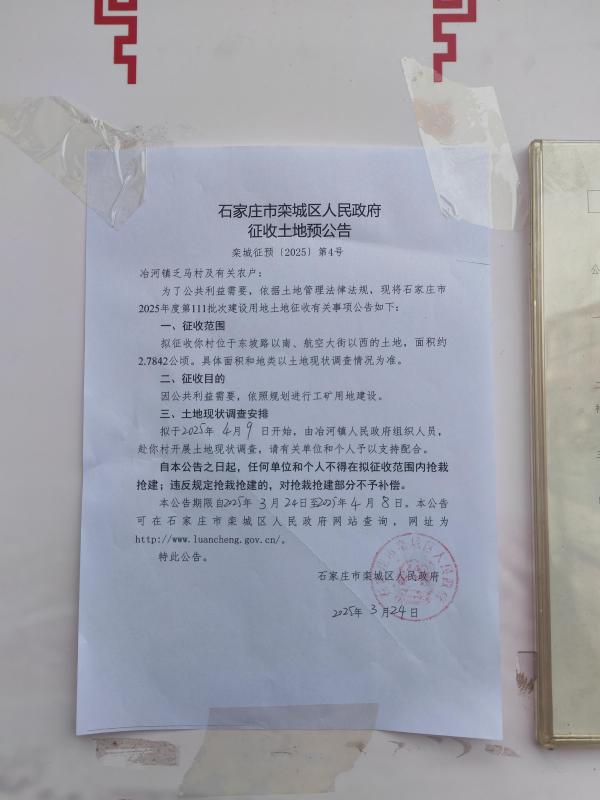 石家庄市栾城区人民政府
征收土地预公告
栾城征预〔2025〕第4号
冶河镇乏马村及有关农户：
为了公共利益需要，依据土地管理法律法规，现将石家庄市
2025年度第111批次建设用地土地征收有关事项公告如下：
一、征收范围
拟征收你村位于东坡路以南、航空大街以西的土地，面积约
2.7842公顷。具体面积和地类以土地现状调查情况为准。
二、征收目的
因公共利益需要，依照规划进行工矿用地建设。
三、土地现状调查安排
拟于2025年4月9日开始，由冶河镇人民政府组织人员，
赴你村开展土地现状调查，请有关单位和个人予以支持配合。
自本公告之日起，任何单位和个人不得在拟征收范围内抢栽
抢建；违反规定抢栽抢建的，对抢栽抢建部分不予补偿。
本公告期限自2025年3月24日至2025年4月8日。本公告
可在石家庄市栾城区人民政府网站查询，网址为
http://www.luancheng.gov.cn/。
特此公告。
石家庄市栾城区人民政府
2025年3月24日